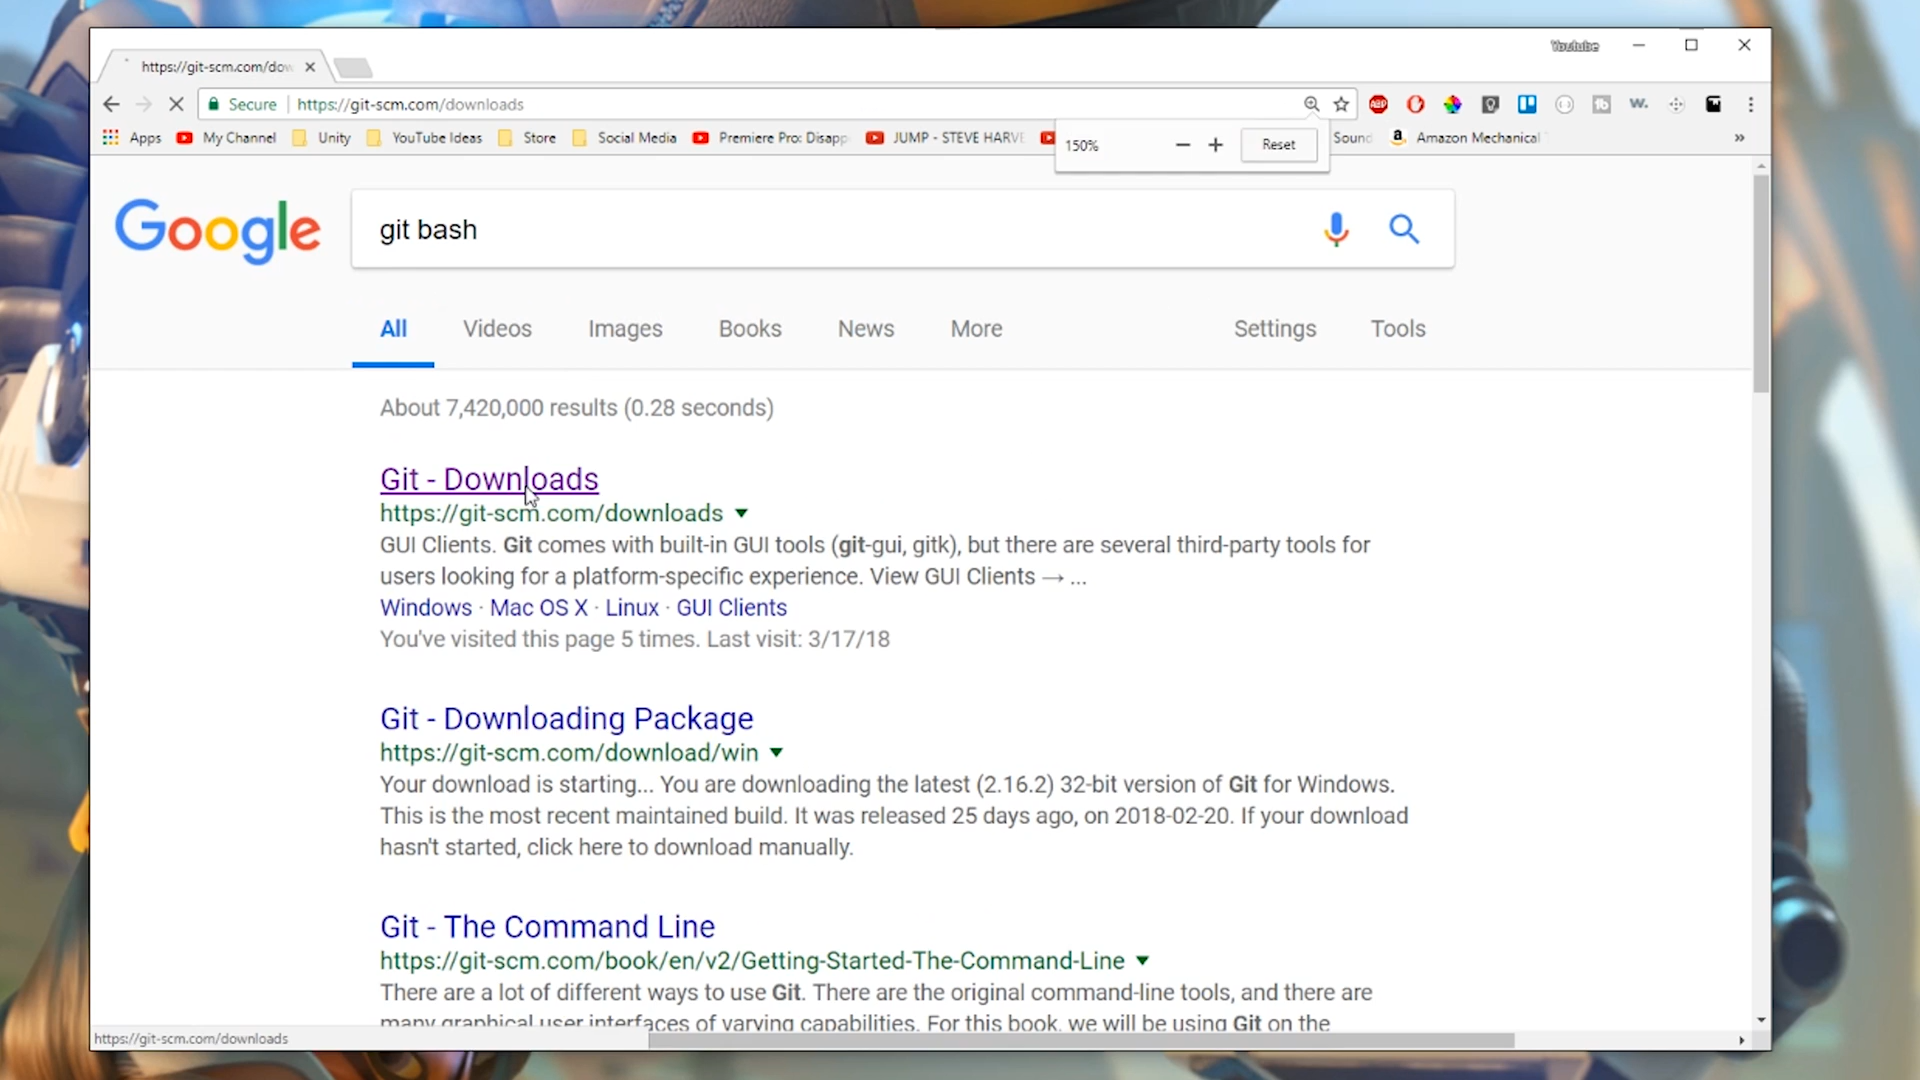 Youtube
https://git-scm.com/dow
Secure
https://git-scm.com/downloads
Apps
My Channel
Unity
YouTube Ideas
Store
Social Media
Premiere Pro: Disapp
JUMP - STEVE HARVE
Sound
Amazon Mechanical
150%
Reset
Google
git bash
All
Videos
Images
Books
News
More
Settings
Tools
About 7,420,000 results (0.28 seconds)
Git - Downloads
https://git-scm.com/downloads
GUI Clients. Git comes with built-in GUI tools (git-gui, gitk), but there are several third-party tools for
users looking for a platform-specific experience. View GUI Clients → ...
Windows · Mac OS X · Linux · GUI Clients
You've visited this page 5 times. Last visit: 3/17/18
Git - Downloading Package
https://git-scm.com/download/win
Your download is starting... You are downloading the latest (2.16.2) 32-bit version of Git for Windows.
This is the most recent maintained build. It was released 25 days ago, on 2018-02-20. If your download
hasn't started, click here to download manually.
Git - The Command Line
https://git-scm.com/book/en/v2/Getting-Started-The-Command-Line
There are a lot of different ways to use Git. There are the original command-line tools, and there are
many graphical user interfaces of varying capabilities. For this book, we will be using Git on the
https://git-scm.com/downloads